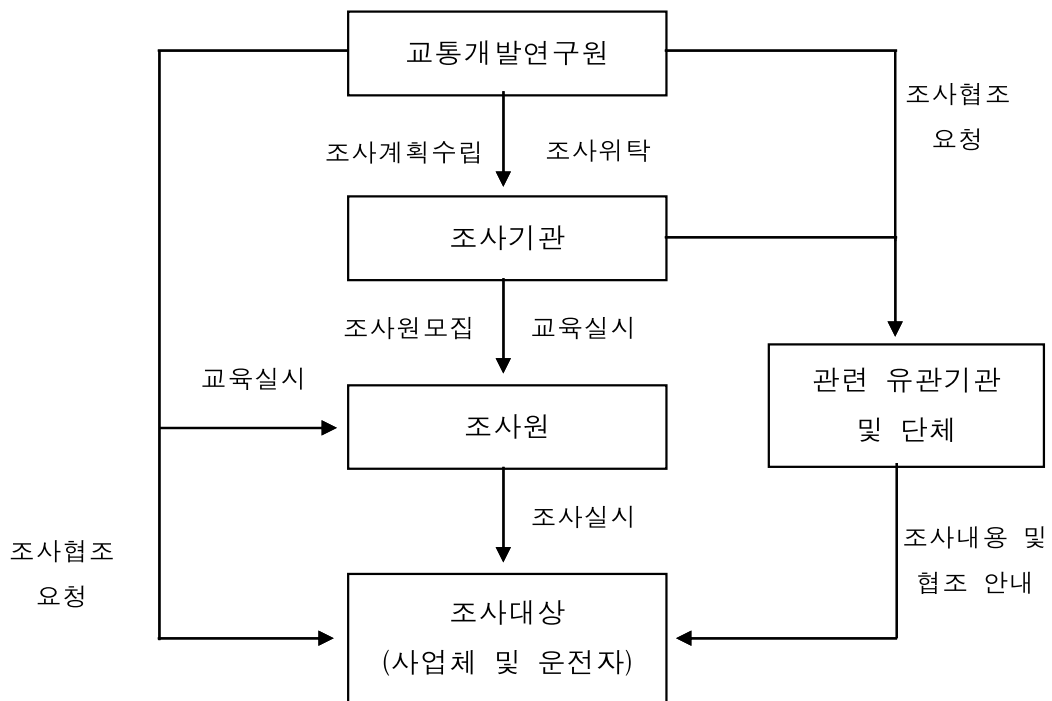 교통개발연구원
조사협조
요청
조사계획수립 조사위탁
조사기관
조사원모집 교육실시
교육실시
관련 유관기관
및 단체
조사원
조사실시
조사협조
요청
조사내용 및
협조 안내
조사대상
(사업체 및 운전자)